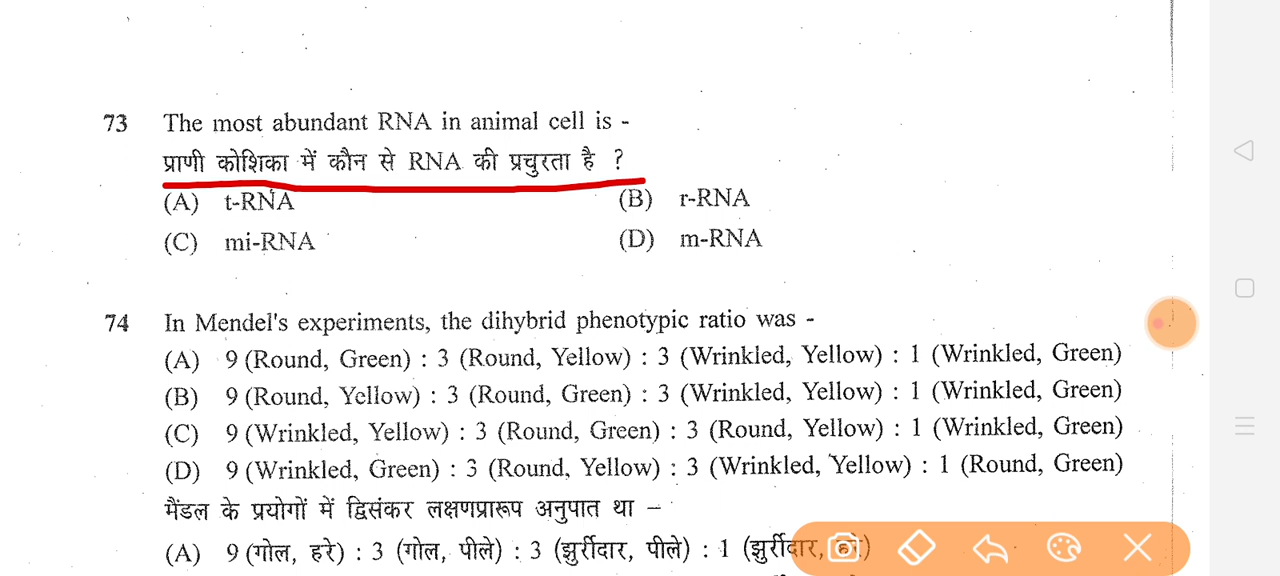 73 The most abundant RNA in animal cell is -
प्राणी कोशिका में कौन से RNA की प्रचुरता है ?
(A) t-RNA (B) r-RNA
(C) mi-RNA (D) m-RNA
74 In Mendel's experiments, the dihybrid phenotypic ratio was -
(A) 9 (Round, Green) : 3 (Round, Yellow) : 3 (Wrinkled, Yellow) : 1 (Wrinkled, Green)
(B) 9 (Round, Yellow) : 3 (Round, Green) : 3 (Wrinkled, Yellow) : 1 (Wrinkled, Green)
(C) 9 (Wrinkled, Yellow) : 3 (Round, Green) : 3 (Round, Yellow) : 1 (Wrinkled, Green)
(D) 9 (Wrinkled, Green) : 3 (Round, Yellow) : 3 (Wrinkled, Yellow) : 1 (Round, Green)
मैंडल के प्रयोगों में द्विसंकर लक्षणप्रारूप अनुपात था –
(A) 9 (गोल, हरे) : 3 (गोल, पीले) : 3 (झुर्रीदार, पीले) : 1 (झुर्रीदार,